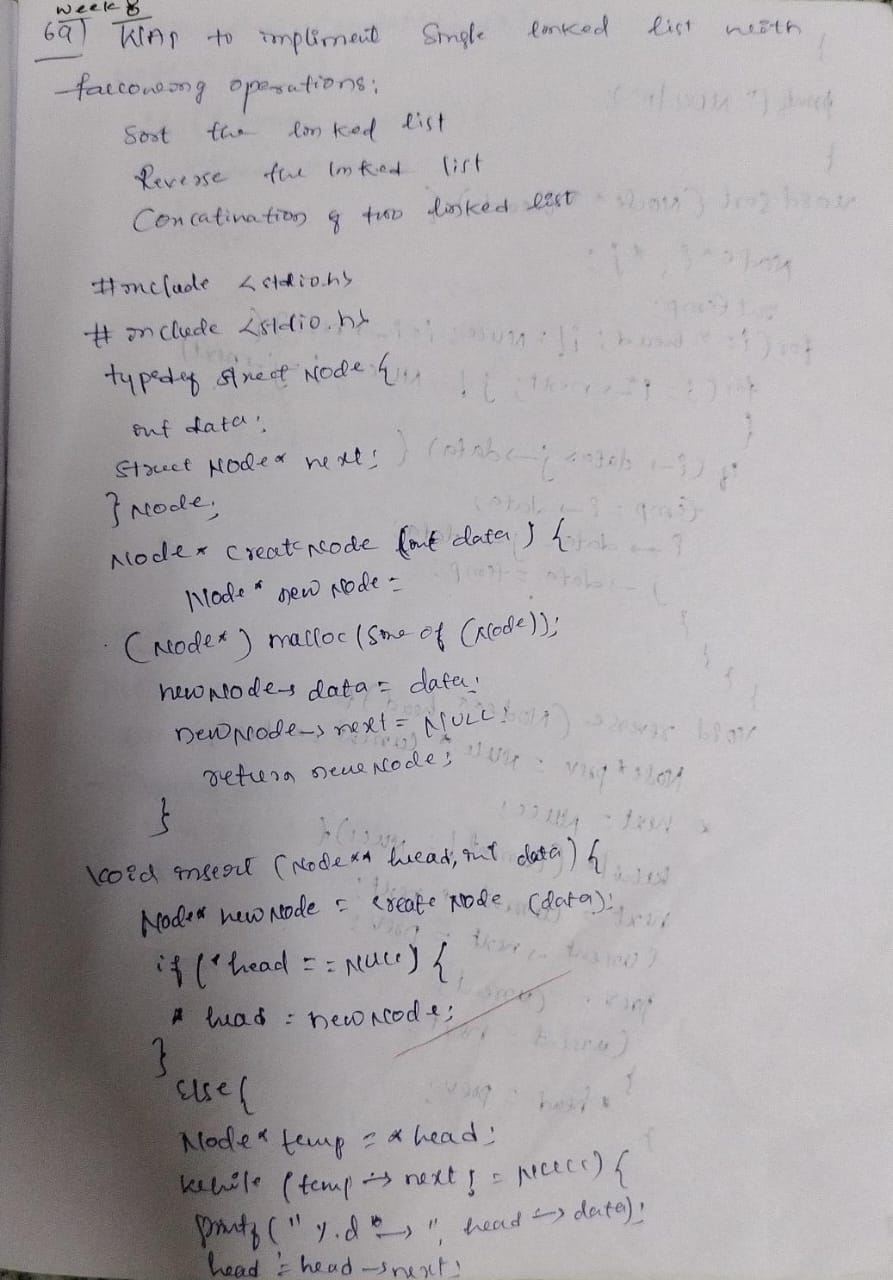 week 8
6a) WAP to impliment Single linked list with
following operations:
Sort the linked list
Reverse the linked list
Concatination of two linked list
#include <stdio.h>
# include <stdio.h>
typedef struct Node {
int data;
struct Node* next;
} Node;
Node* createNode (int data) {
Node* new Node =
(Node*) malloc (Size of (Node));
newNode-> data = data;
newNode-> next = NULL;
return newNode;
}
void insert (Node** head, int data) {
Node* newNode = create Node (data);
if (*head == NULL) {
* head = newNode;
}
Else{
Node* temp = * head;
while (temp -> next != NULL) {
printf (" %d -> ", head -> data);
head = head -> next;